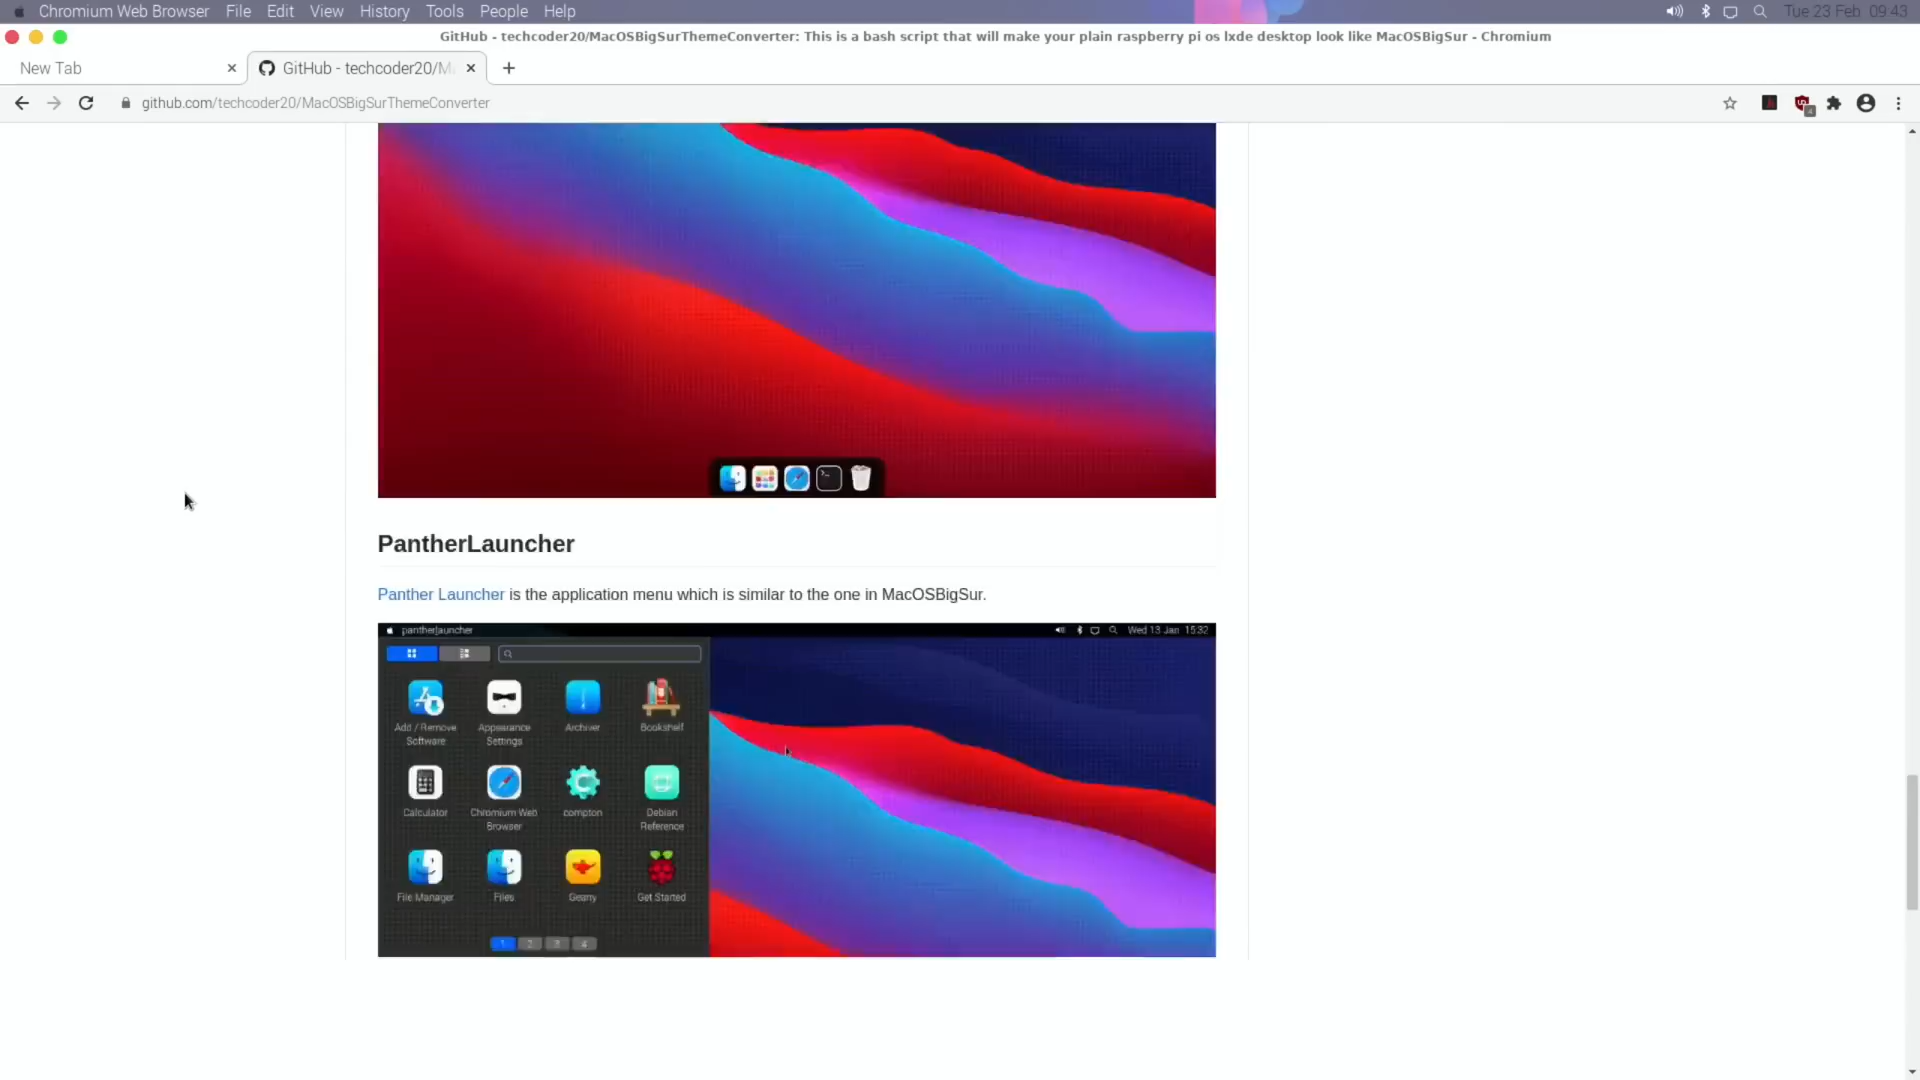 Chromium Web Browser File Edit View History Tools People Help Tue 23 Feb 09:43
GitHub - techcoder20/MacOSBigSurThemeConverter: This is a bash script that will make your plain raspberry pi os lxde desktop look like MacOSBigSur - Chromium
New Tab GitHub - techcoder20/M
github.com/techcoder20/MacOSBigSurThemeConverter
PantherLauncher
Panther Launcher is the application menu which is similar to the one in MacOSBigSur.
pantherlauncher Wed 13 Jan 15:32
Add / Remove Software
Appearance Settings
Archiver
Bookshelf
Calculator
Chromium Web Browser
compton
Debian Reference
File Manager
Files
Geany
Get Started
1 2 3 4